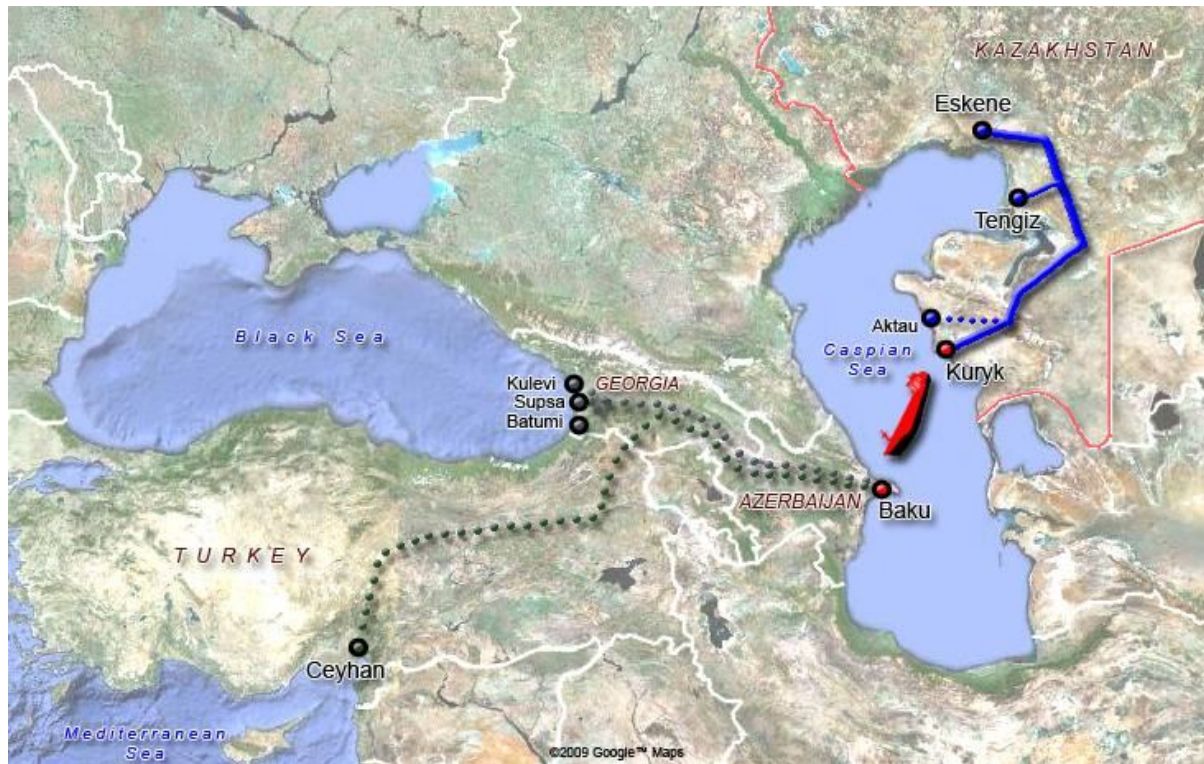 KAZAKHSTAN
Eskene
Tengiz
Aktau
Caspian
Sea
Kuryk
Black Sea
Kulevi
GEORGIA
Supsa
Batumi
AZERBAIJAN
Baku
TURKEY
Ceyhan
Mediterranean
Sea
©2009 Google™ Maps